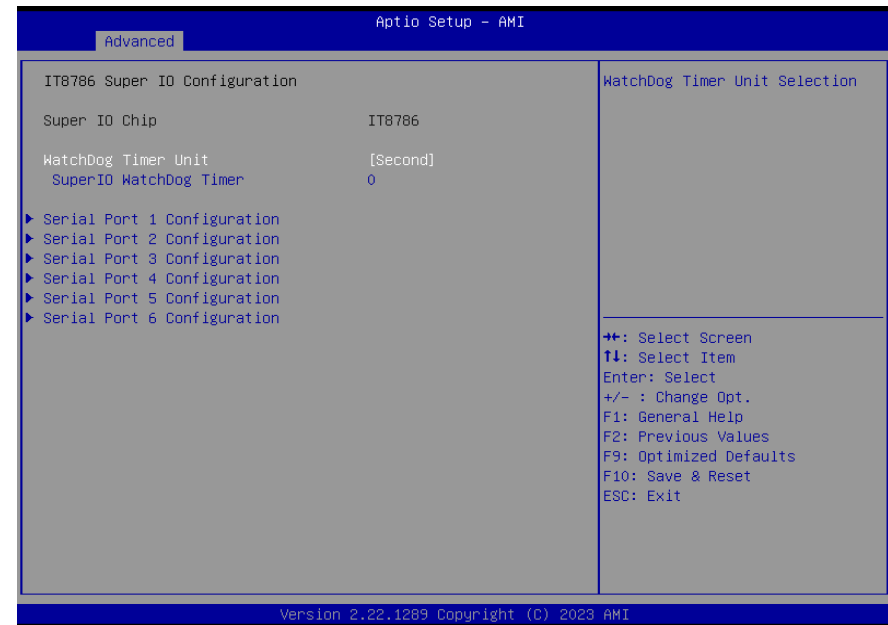 Aptio Setup – AMI
Advanced
IT8786 Super IO Configuration
WatchDog Timer Unit Selection
Super IO Chip IT8786
WatchDog Timer Unit [Second]
SuperIO WatchDog Timer 0
▶ Serial Port 1 Configuration
▶ Serial Port 2 Configuration
▶ Serial Port 3 Configuration
▶ Serial Port 4 Configuration
▶ Serial Port 5 Configuration
▶ Serial Port 6 Configuration
→←: Select Screen
↑↓: Select Item
Enter: Select
+/- : Change Opt.
F1: General Help
F2: Previous Values
F9: Optimized Defaults
F10: Save & Reset
ESC: Exit
Version 2.22.1289 Copyright (C) 2023 AMI